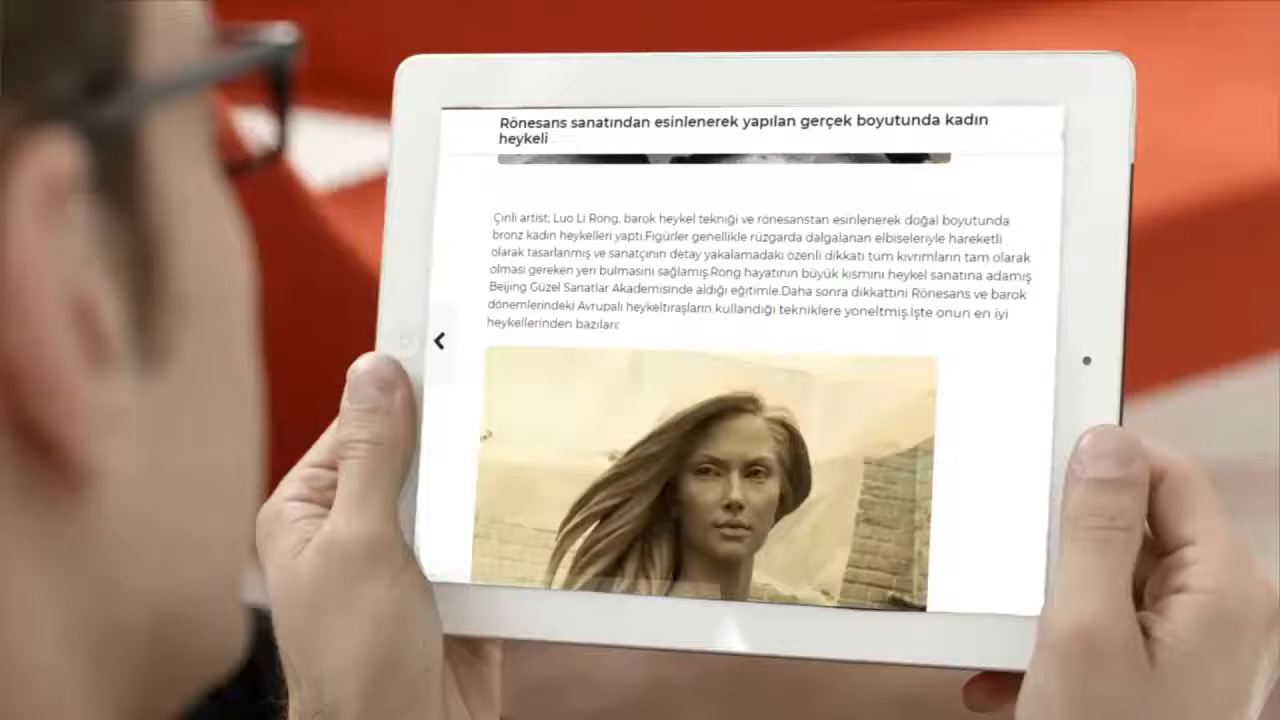 Rönesans sanatından esinlenerek yapılan gerçek boyutunda kadın
heykeli
Çinli artist; Luo Li Rong, barok heykel tekniği ve rönesanstan esinlenerek doğal boyutunda
bronz kadın heykelleri yaptı.Figürler genellikle rüzgarda dalgalanan elbiseleriyle hareketli
olarak tasarlanmış ve sanatçının detay yakalamadaki özenli dikkati tüm kıvrımların tam olarak
olması gereken yeri bulmasını sağlamış.Rong hayatının büyük kısmını heykel sanatına adamış
Beijing Güzel Sanatlar Akademisinde aldığı eğitimle.Daha sonra dikkattini Rönesans ve barok
dönemlerindeki Avrupalı heykeltıraşların kullandığı tekniklere yöneltmiş.İşte onun en iyi
heykellerinden bazıları: